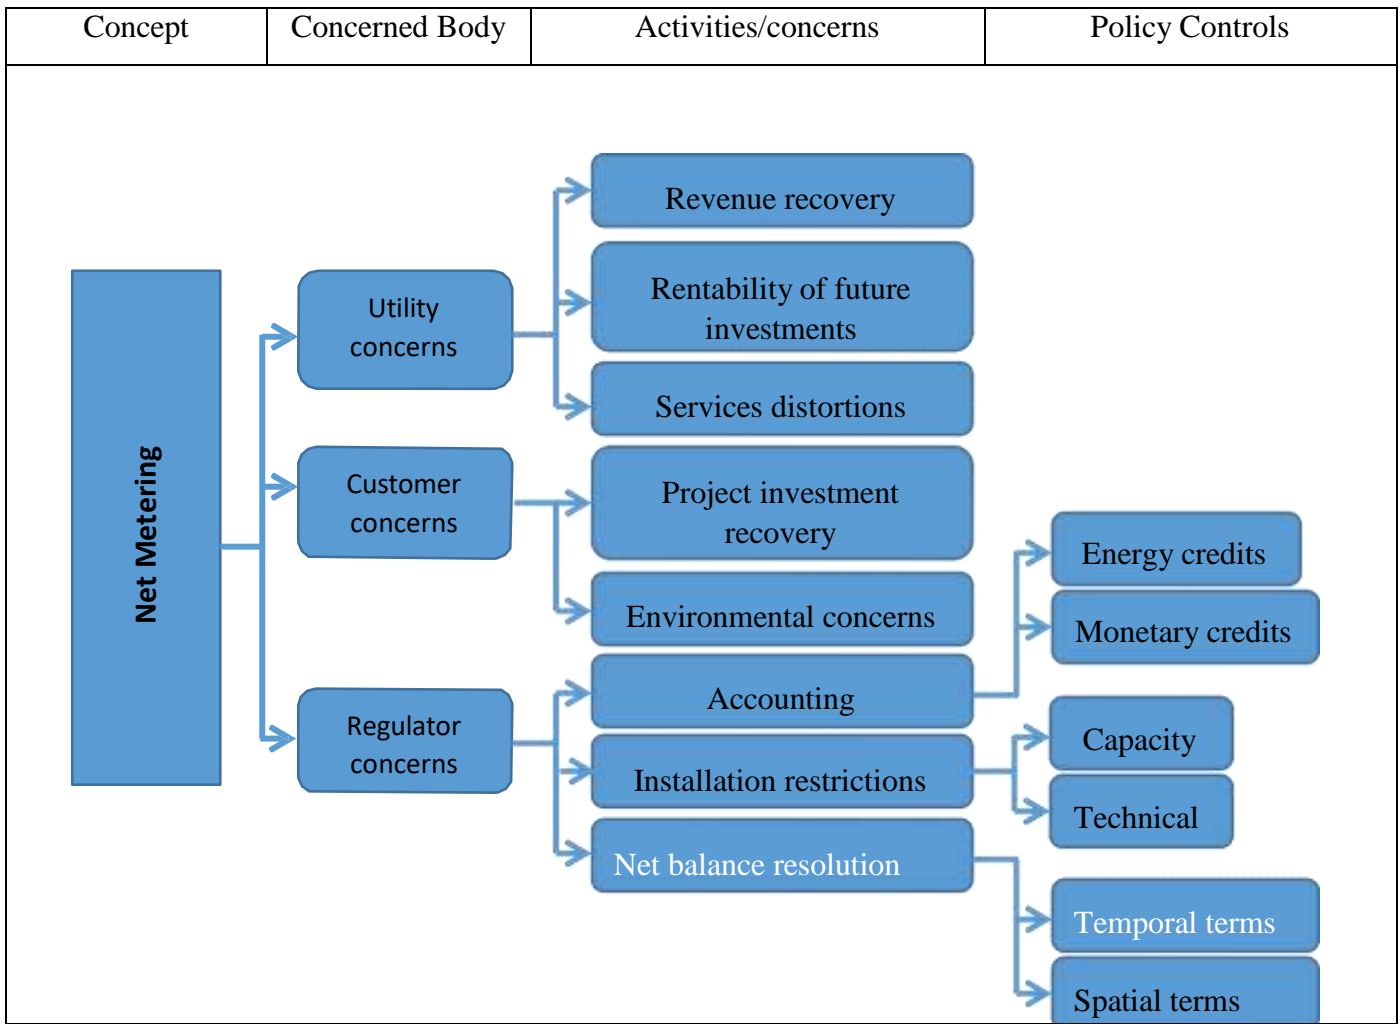 Concept
Concerned Body
Activities/concerns
Policy Controls
Net Metering
Utility
concerns
Customer
concerns
Regulator
concerns
Revenue recovery
Rentability of future
investments
Services distortions
Project investment
recovery
Environmental concerns
Accounting
Installation restrictions
Net balance resolution
Energy credits
Monetary credits
Capacity
Technical
Temporal terms
Spatial terms